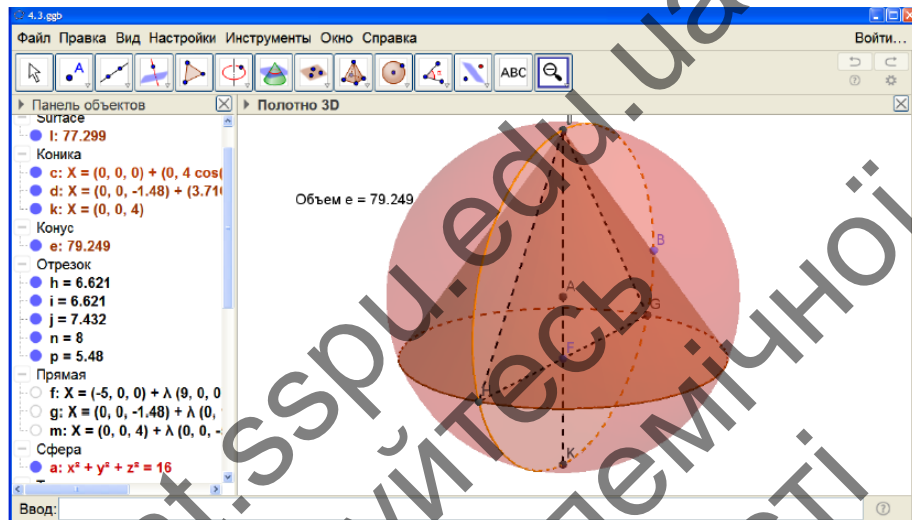 4.3.ggb
Файл Правка Вид Настройки Инструменты Окно Справка
Войти...
ABC
Панель объектов
Полотно 3D
Surface
l: 77.299
Коника
c: X = (0, 0, 0) + (0, 4 cos(
d: X = (0, 0, -1.48) + (3.716
k: X = (0, 0, 4)
Конус
e: 79.249
Отрезок
h = 6.621
i = 6.621
j = 7.432
n = 8
p = 5.48
Прямая
f: X = (-5, 0, 0) + λ (9, 0, 0
g: X = (0, 0, -1.48) + λ (0,
m: X = (0, 0, 4) + λ (0, 0, -
Сфера
a: x² + y² + z² = 16
Объем e = 79.249
B
A
G
K
Ввод:
.sspu.edu.ua